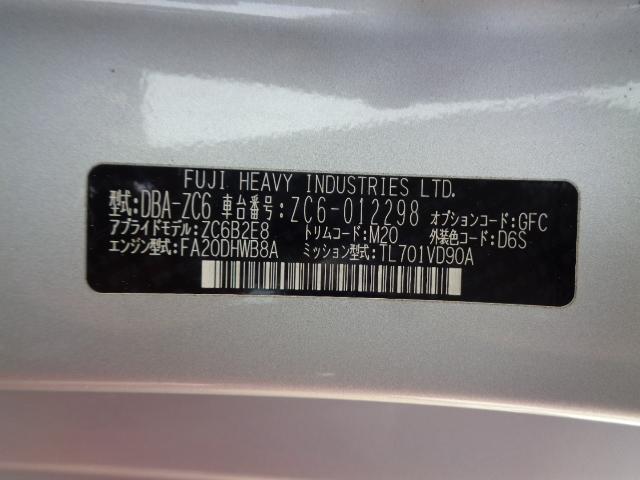 FUJI HEAVY INDUSTRIES LTD.
型式:DBA-ZC6 車台番号:ZC6-012298 オプションコード:GFC
アプライドモデル:ZC6B2E8 トリムコード:M20 外装色コード:D6S
エンジン型式:FA20DHWB8A ミッション型式:TL701VD90A